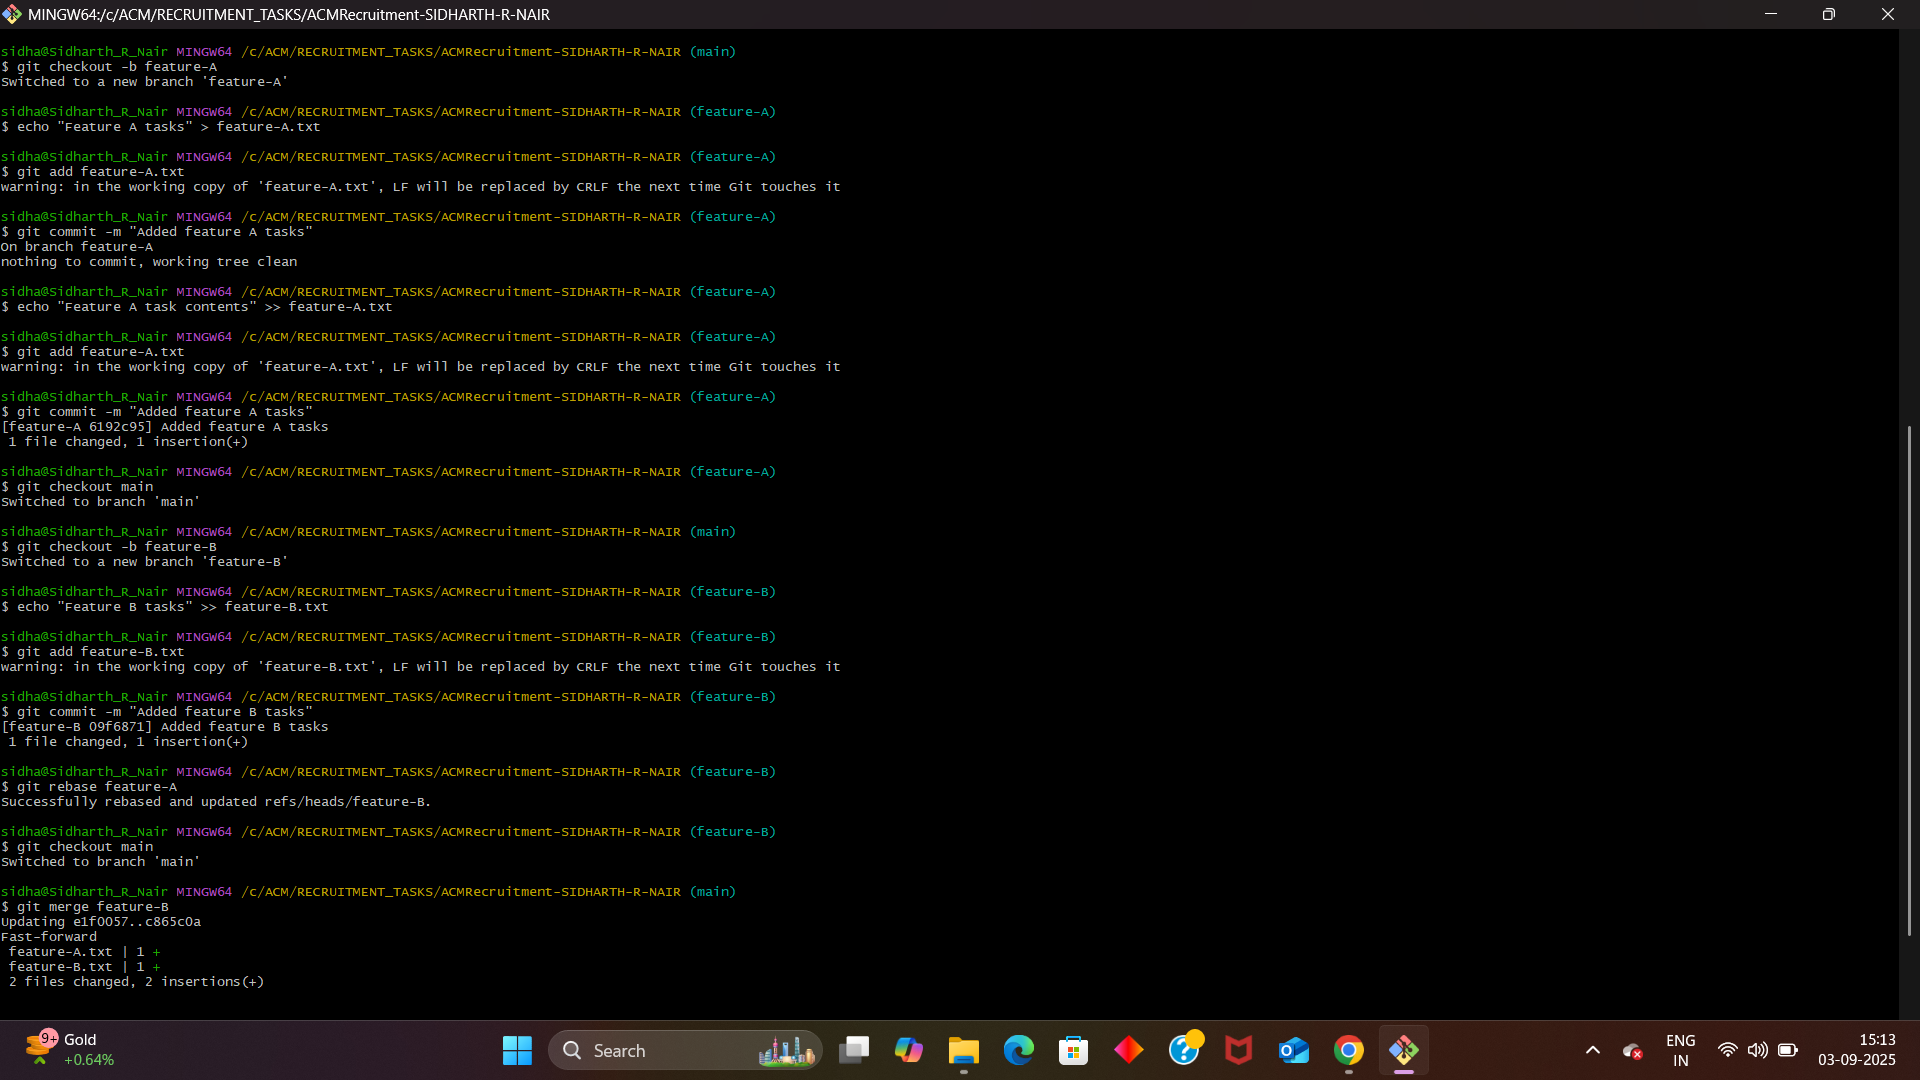 MINGW64:/c/ACM/RECRUITMENT_TASKS/ACMRecruitment-SIDHARTH-R-NAIR
sidha@Sidharth_R_Nair MINGW64 /c/ACM/RECRUITMENT_TASKS/ACMRecruitment-SIDHARTH-R-NAIR (main)
$ git checkout -b feature-A
Switched to a new branch 'feature-A'
sidha@Sidharth_R_Nair MINGW64 /c/ACM/RECRUITMENT_TASKS/ACMRecruitment-SIDHARTH-R-NAIR (feature-A)
$ echo "Feature A tasks" > feature-A.txt
sidha@Sidharth_R_Nair MINGW64 /c/ACM/RECRUITMENT_TASKS/ACMRecruitment-SIDHARTH-R-NAIR (feature-A)
$ git add feature-A.txt
warning: in the working copy of 'feature-A.txt', LF will be replaced by CRLF the next time Git touches it
sidha@Sidharth_R_Nair MINGW64 /c/ACM/RECRUITMENT_TASKS/ACMRecruitment-SIDHARTH-R-NAIR (feature-A)
$ git commit -m "Added feature A tasks"
On branch feature-A
nothing to commit, working tree clean
sidha@Sidharth_R_Nair MINGW64 /c/ACM/RECRUITMENT_TASKS/ACMRecruitment-SIDHARTH-R-NAIR (feature-A)
$ echo "Feature A task contents" >> feature-A.txt
sidha@Sidharth_R_Nair MINGW64 /c/ACM/RECRUITMENT_TASKS/ACMRecruitment-SIDHARTH-R-NAIR (feature-A)
$ git add feature-A.txt
warning: in the working copy of 'feature-A.txt', LF will be replaced by CRLF the next time Git touches it
sidha@Sidharth_R_Nair MINGW64 /c/ACM/RECRUITMENT_TASKS/ACMRecruitment-SIDHARTH-R-NAIR (feature-A)
$ git commit -m "Added feature A tasks"
[feature-A 6192c95] Added feature A tasks
1 file changed, 1 insertion(+)
sidha@Sidharth_R_Nair MINGW64 /c/ACM/RECRUITMENT_TASKS/ACMRecruitment-SIDHARTH-R-NAIR (feature-A)
$ git checkout main
Switched to branch 'main'
sidha@Sidharth_R_Nair MINGW64 /c/ACM/RECRUITMENT_TASKS/ACMRecruitment-SIDHARTH-R-NAIR (main)
$ git checkout -b feature-B
Switched to a new branch 'feature-B'
sidha@Sidharth_R_Nair MINGW64 /c/ACM/RECRUITMENT_TASKS/ACMRecruitment-SIDHARTH-R-NAIR (feature-B)
$ echo "Feature B tasks" >> feature-B.txt
sidha@Sidharth_R_Nair MINGW64 /c/ACM/RECRUITMENT_TASKS/ACMRecruitment-SIDHARTH-R-NAIR (feature-B)
$ git add feature-B.txt
warning: in the working copy of 'feature-B.txt', LF will be replaced by CRLF the next time Git touches it
sidha@Sidharth_R_Nair MINGW64 /c/ACM/RECRUITMENT_TASKS/ACMRecruitment-SIDHARTH-R-NAIR (feature-B)
$ git commit -m "Added feature B tasks"
[feature-B 09f6871] Added feature B tasks
1 file changed, 1 insertion(+)
sidha@Sidharth_R_Nair MINGW64 /c/ACM/RECRUITMENT_TASKS/ACMRecruitment-SIDHARTH-R-NAIR (feature-B)
$ git rebase feature-A
Successfully rebased and updated refs/heads/feature-B.
sidha@Sidharth_R_Nair MINGW64 /c/ACM/RECRUITMENT_TASKS/ACMRecruitment-SIDHARTH-R-NAIR (feature-B)
$ git checkout main
Switched to branch 'main'
sidha@Sidharth_R_Nair MINGW64 /c/ACM/RECRUITMENT_TASKS/ACMRecruitment-SIDHARTH-R-NAIR (main)
$ git merge feature-B
Updating e1f0057..c865c0a
Fast-forward
feature-A.txt | 1 +
feature-B.txt | 1 +
2 files changed, 2 insertions(+)
9+ Gold
+0.64%
Search
ENG
IN
15:13
03-09-2025